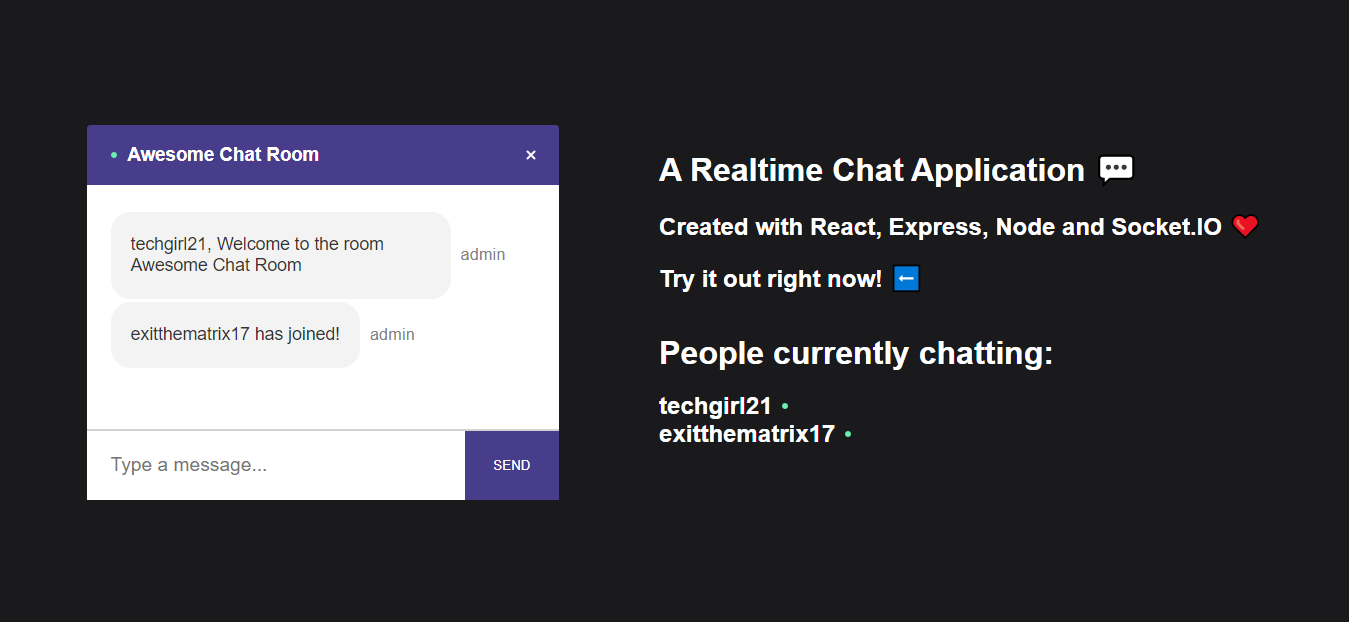 Awesome Chat Room
×
techgirl21, Welcome to the room
Awesome Chat Room
admin
exitthematrix17 has joined!
admin
Type a message...
SEND
A Realtime Chat Application 💬
Created with React, Express, Node and Socket.IO ❤️
Try it out right now! ⬅️
People currently chatting:
techgirl21
exitthematrix17